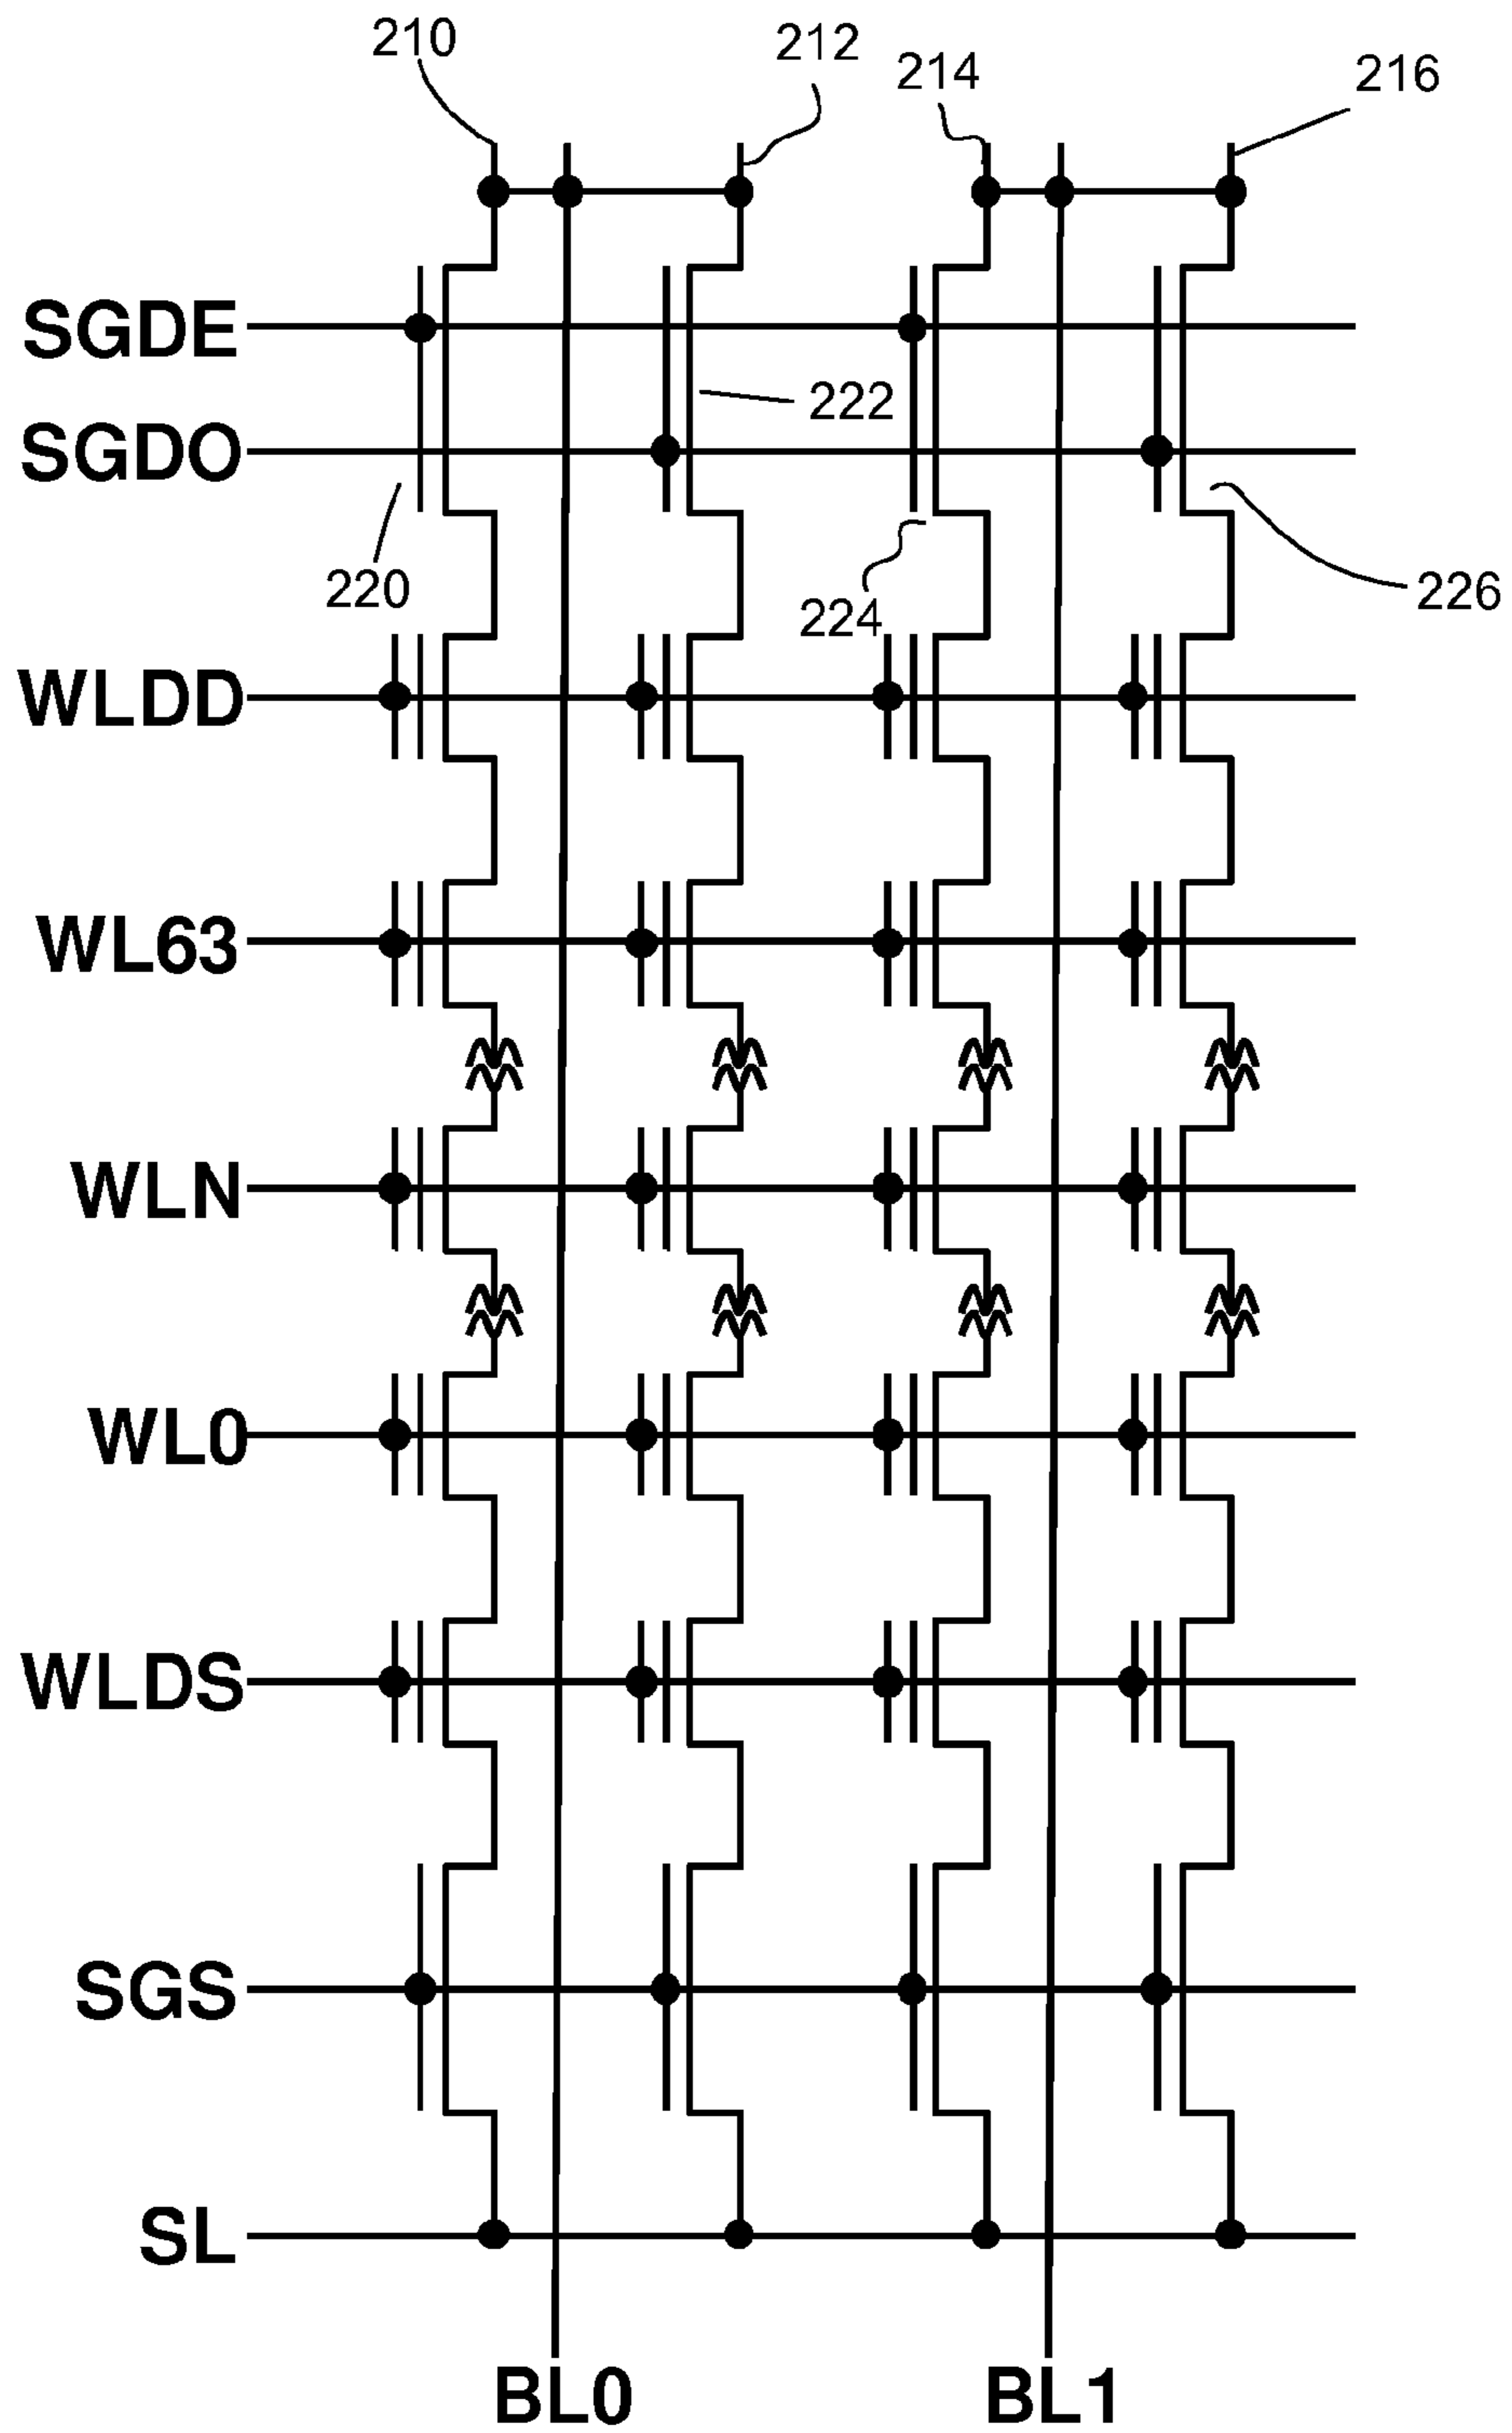 210
212
214
216
SGDE
222
SGDO
220
224
226
WLDD
WL63
WLN
WL0
WLDS
SGS
SL
BL0
BL1